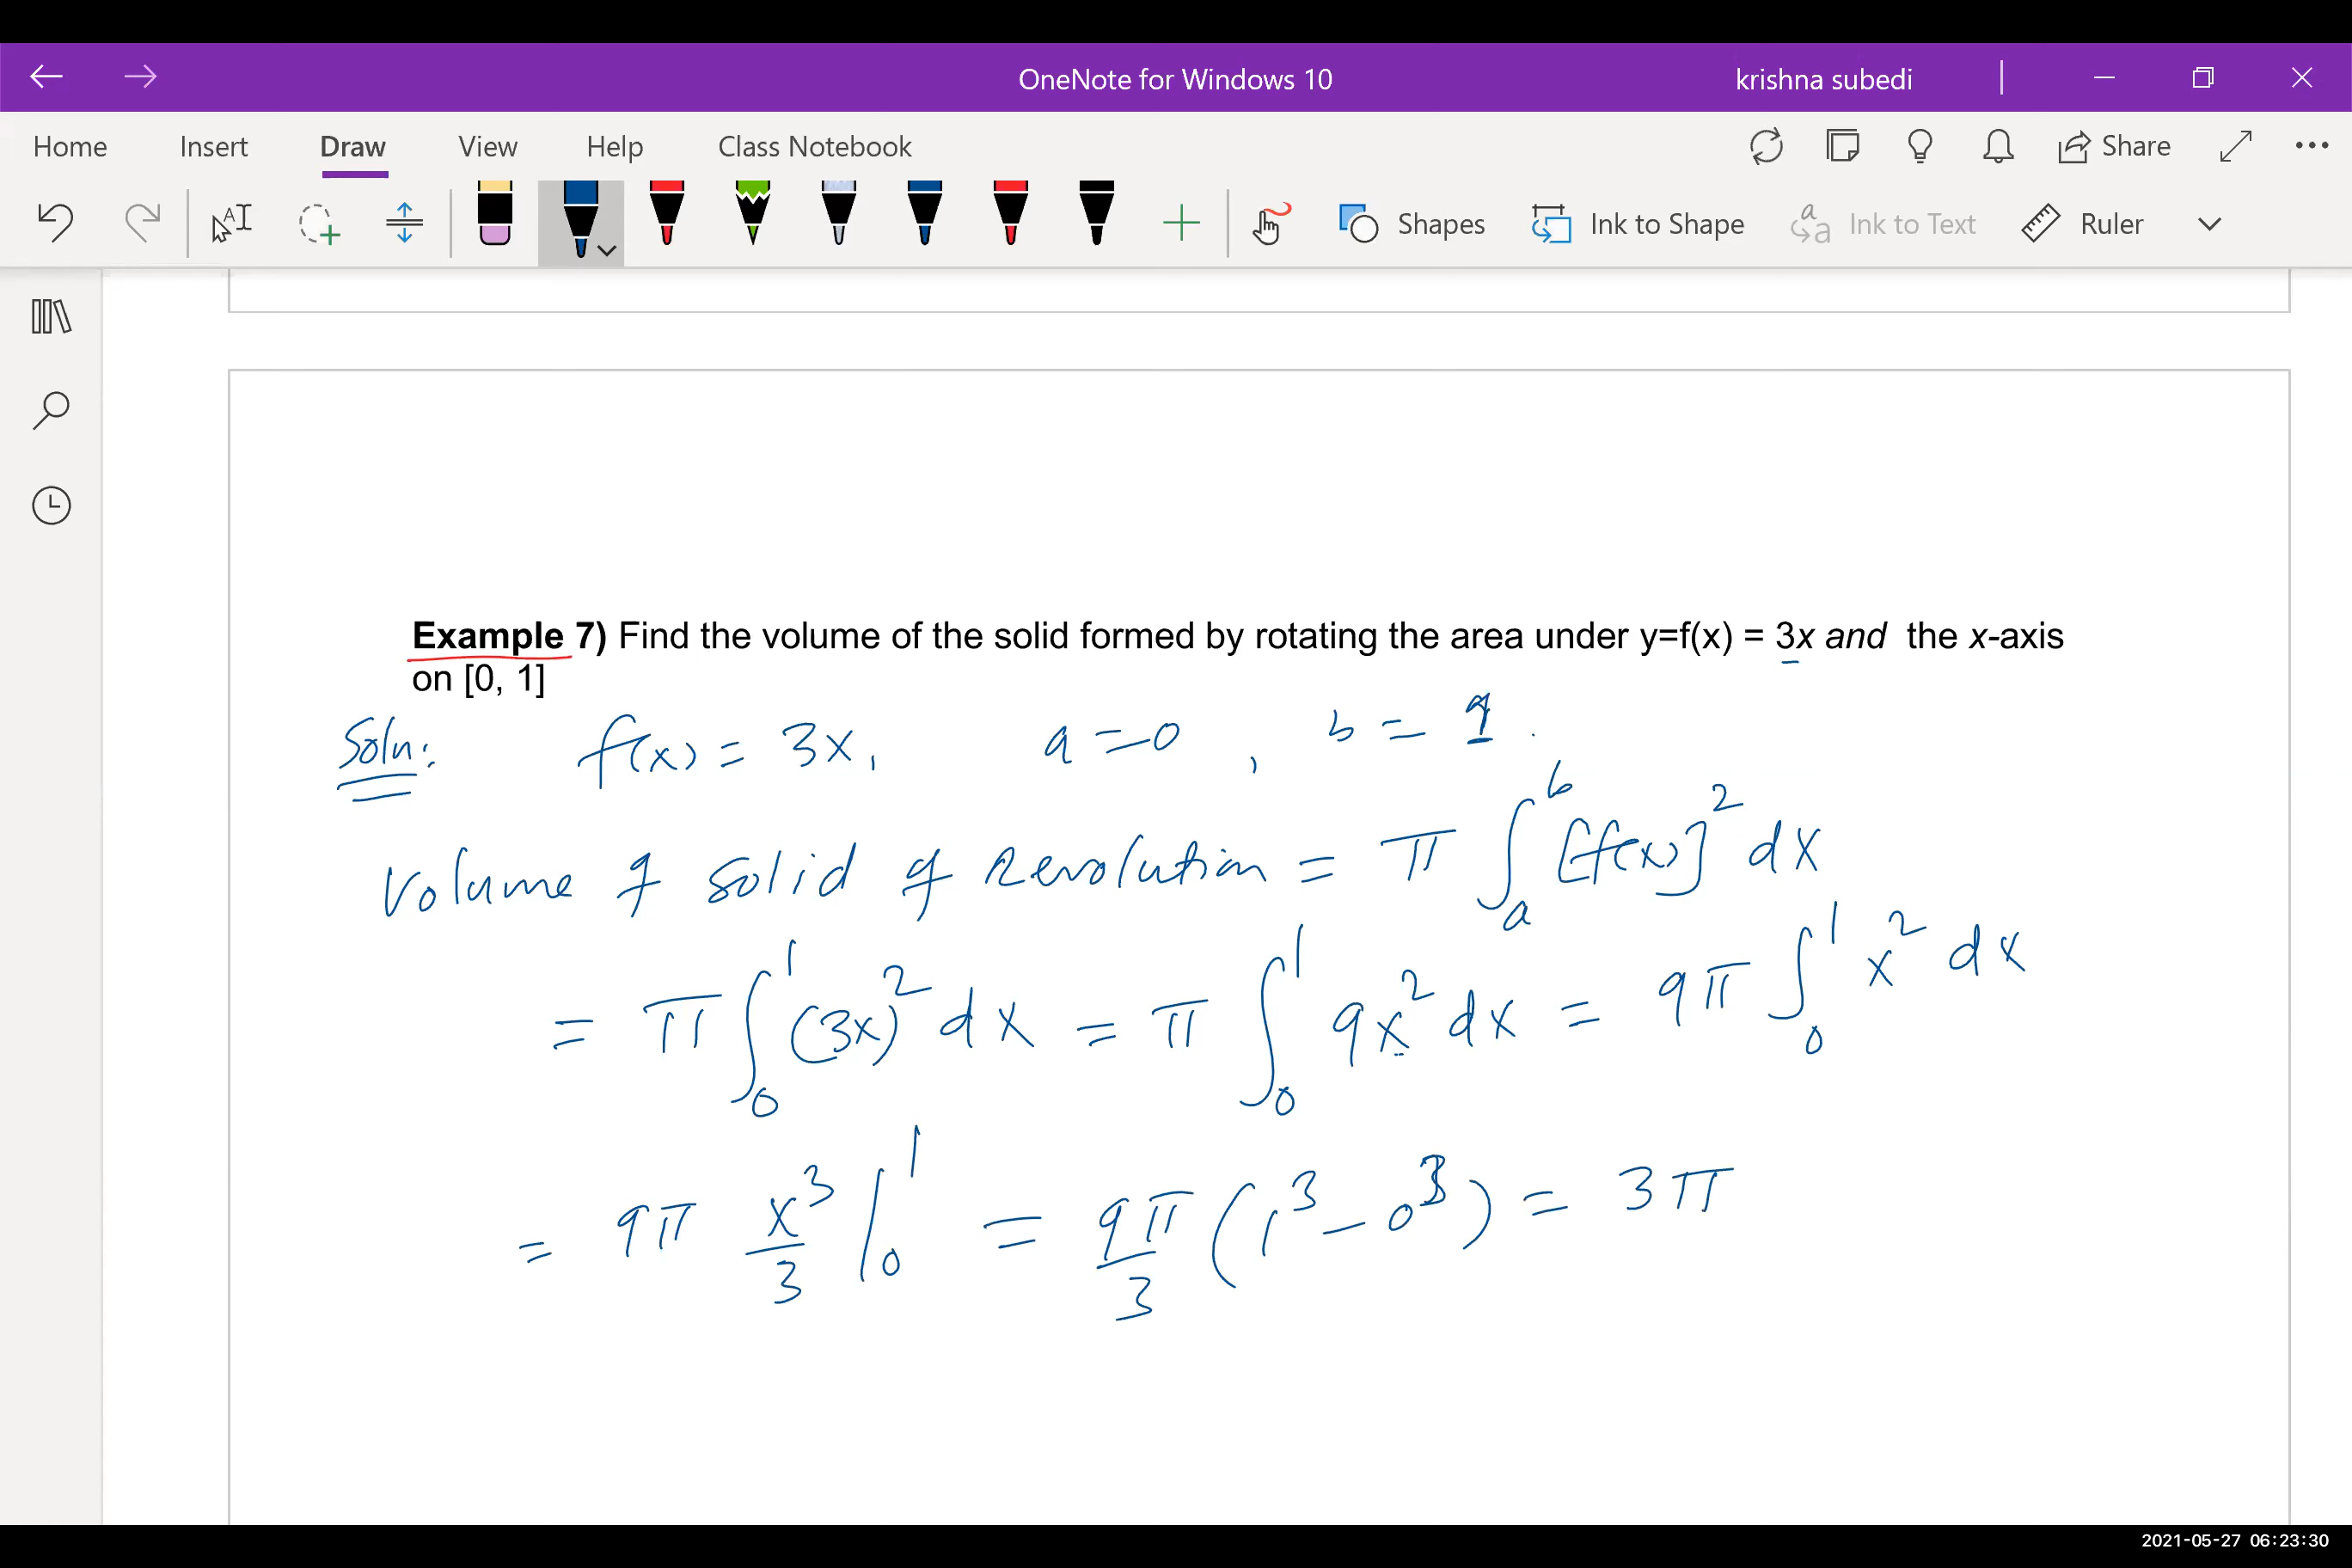 OneNote for Windows 10 krishna subedi
Home Insert Draw View Help Class Notebook Share
Shapes Ink to Shape Ink to Text Ruler
Example 7) Find the volume of the solid formed by rotating the area under y=f(x) = 3x and the x-axis
on [0, 1]
Soln: f(x) = 3x, a = 0, b = 1.
Volume of solid of Revolution = π ∫_a^b [f(x)]^2 dx
= π ∫_0^1 (3x)^2 dx = π ∫_0^1 9x^2 dx = 9π ∫_0^1 x^2 dx
= 9π x^3/3 |_0^1 = 9π/3 (1^3 - 0^3) = 3π
2021-05-27 06:23:30